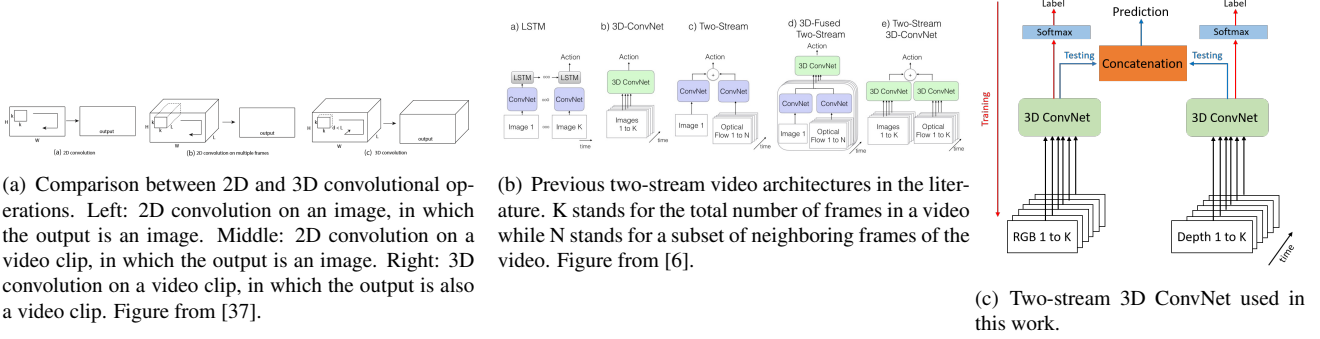 H
k
k
W
output
(a) 2D convolution
H
k
k
L
W
output
(b) 2D convolution on multiple frames
H
k
k
d < L
L
W
output
(c) 3D convolution
(a) Comparison between 2D and 3D convolutional op-
erations. Left: 2D convolution on an image, in which
the output is an image. Middle: 2D convolution on a
video clip, in which the output is an image. Right: 3D
convolution on a video clip, in which the output is also
a video clip. Figure from [37].
a) LSTM
Action
LSTM
LSTM
ConvNet
ConvNet
Image 1
Image K
time
b) 3D-ConvNet
Action
3D ConvNet
Images
1 to K
time
c) Two-Stream
Action
+
ConvNet
ConvNet
Image 1
Optical
Flow 1 to N
time
d) 3D-Fused
Two-Stream
Action
3D ConvNet
ConvNet
ConvNet
Image 1
Optical
Flow 1 to N
time
e) Two-Stream
3D-ConvNet
Action
+
3D ConvNet
3D ConvNet
Images
1 to K
Optical
Flow 1 to K
time
(b) Previous two-stream video architectures in the liter-
ature. K stands for the total number of frames in a video
while N stands for a subset of neighboring frames of the
video. Figure from [6].
Label
Prediction
Label
Softmax
Softmax
Testing
Concatenation
Testing
Training
3D ConvNet
3D ConvNet
RGB 1 to K
Depth 1 to K
time
(c) Two-stream 3D ConvNet used in
this work.